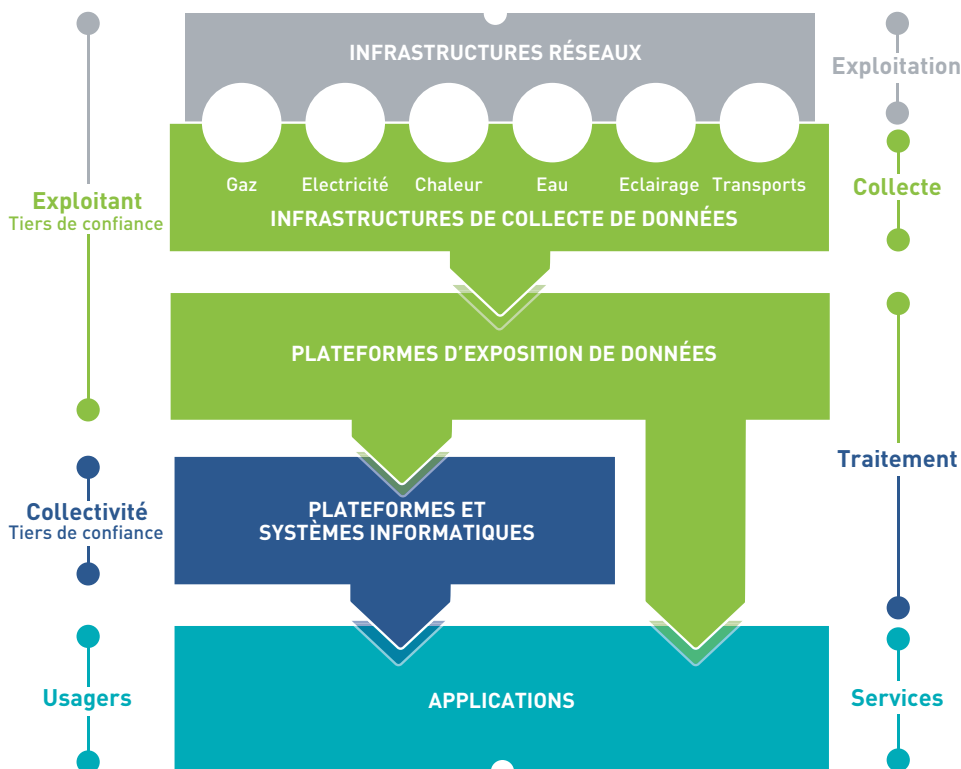 INFRASTRUCTURES RÉSEAUX
Exploitation
Gaz
Electricité
Chaleur
Eau
Eclairage
Transports
INFRASTRUCTURES DE COLLECTE DE DONNÉES
Exploitant
Tiers de confiance
Collecte
PLATEFORMES D'EXPOSITION DE DONNÉES
Traitement
Collectivité
Tiers de confiance
PLATEFORMES ET
SYSTÈMES INFORMATIQUES
Usagers
APPLICATIONS
Services